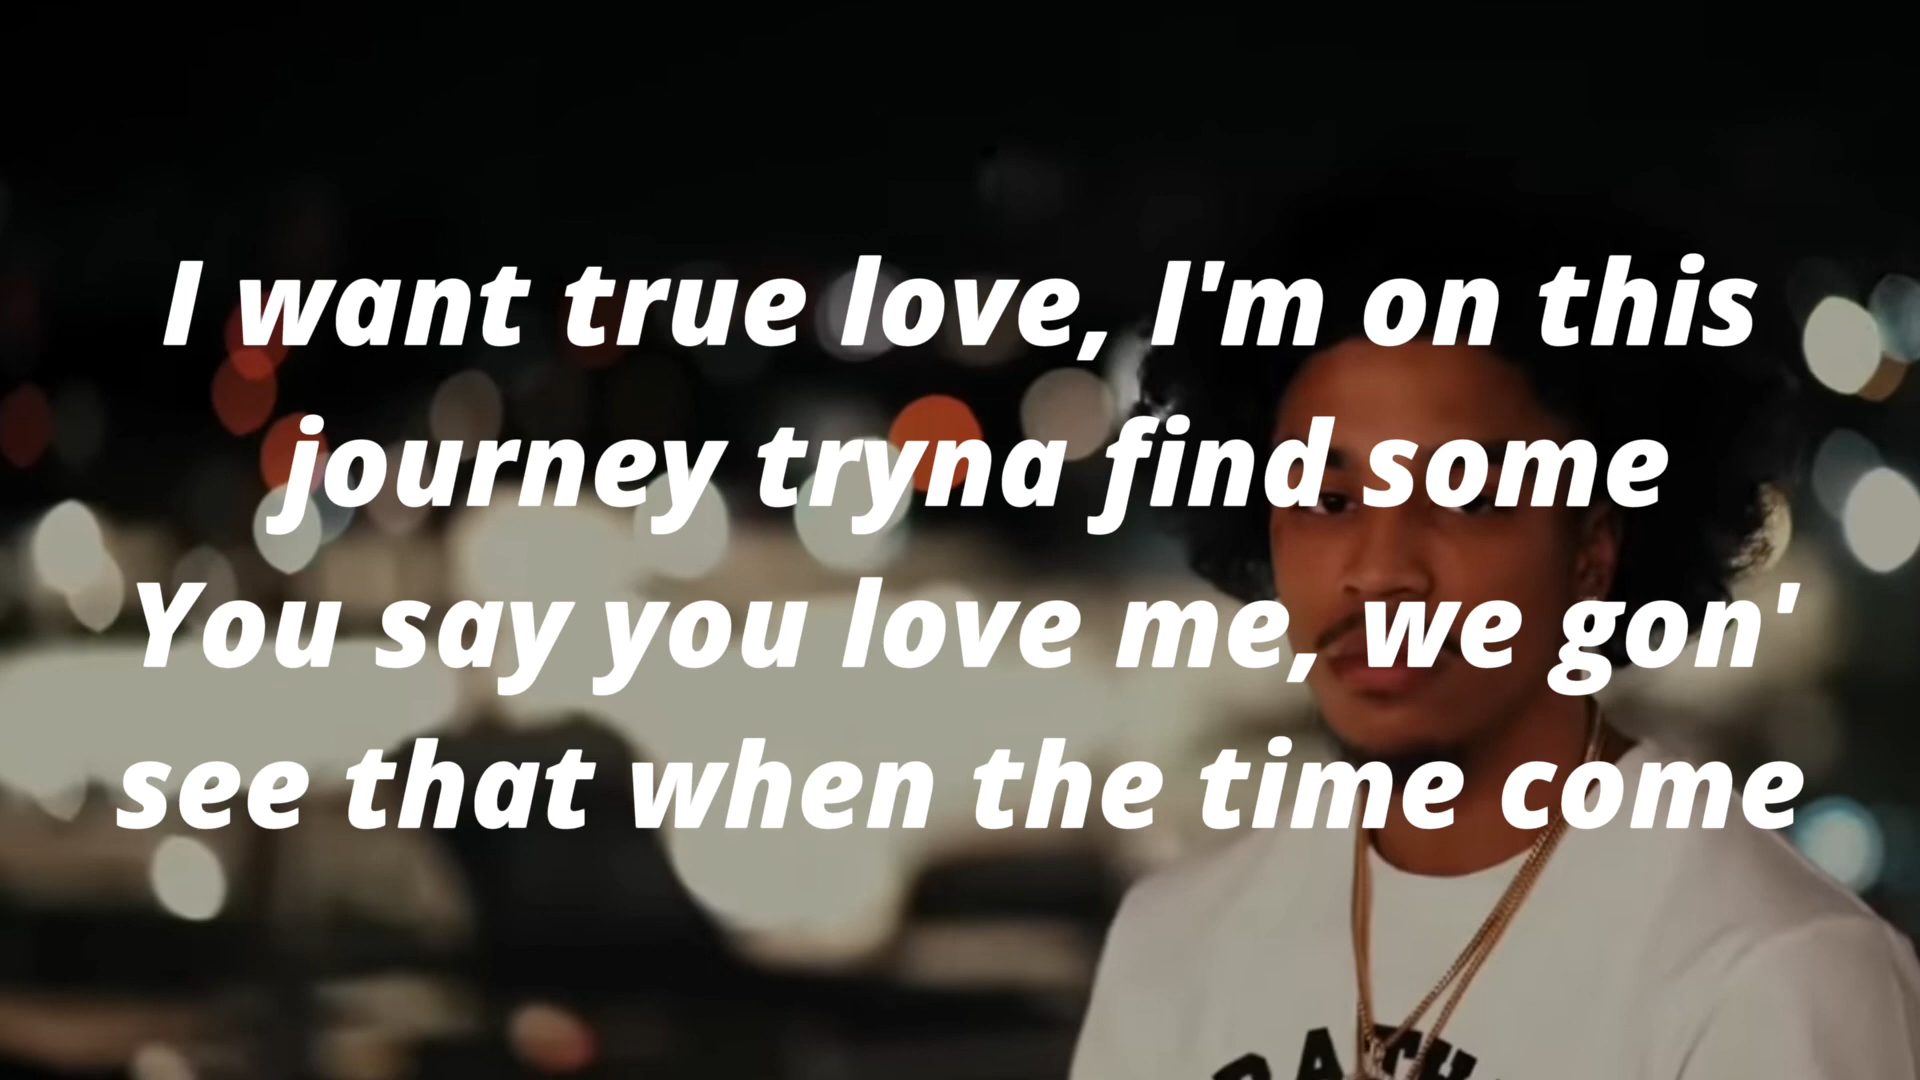 I want true love, I'm on this
journey tryna find some
You say you love me, we gon'
see that when the time come